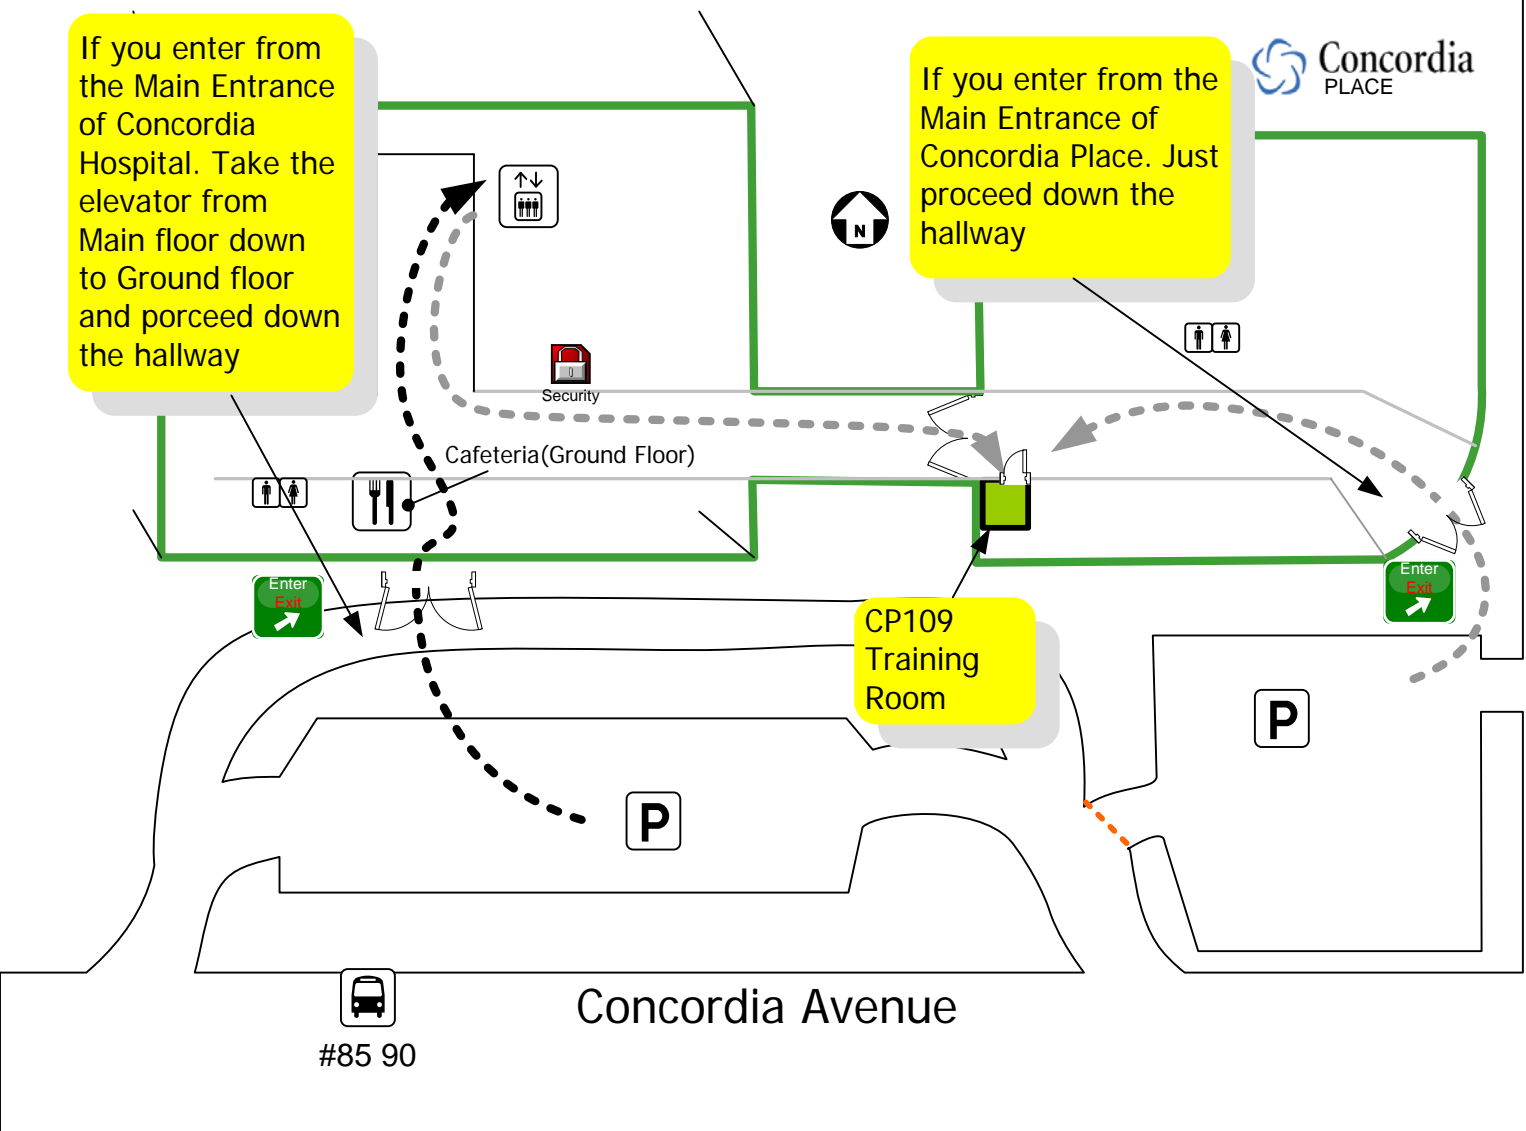 If you enter from
the Main Entrance
of Concordia
Hospital. Take the
elevator from
Main floor down
to Ground floor
and porceed down
the hallway
If you enter from the
Main Entrance of
Concordia Place. Just
proceed down the
hallway
Concordia
PLACE
N
Security
Cafeteria(Ground Floor)
Enter
Exit
Enter
Exit
CP109
Training
Room
P
P
Concordia Avenue
#85 90